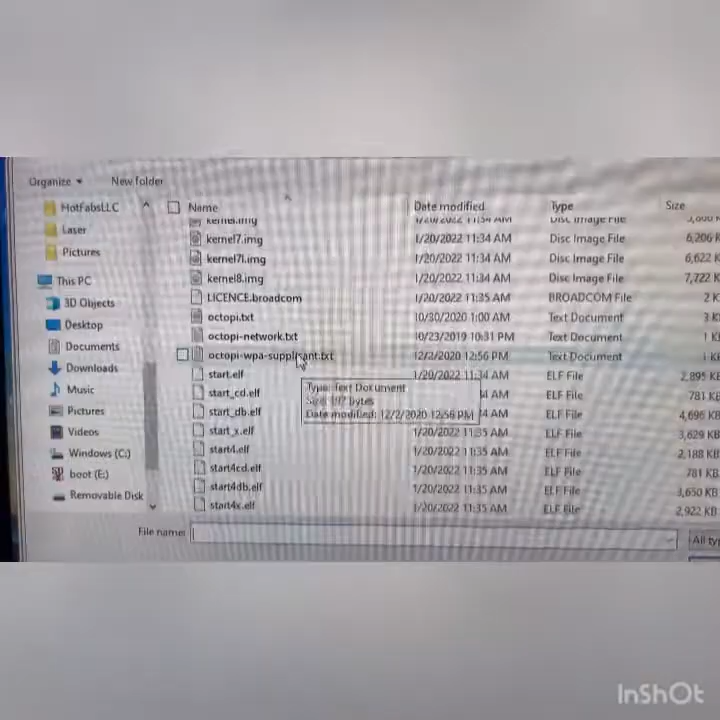 Organize New folder
HotFabsLLC
Laser
Pictures
This PC
3D Objects
Desktop
Documents
Downloads
Music
Pictures
Videos
Windows (C:)
boot (E:)
Removable Disk
Name Date modified Type Size
kernel.img 1/20/2022 11:34 AM Disc Image File
kernel7.img 1/20/2022 11:34 AM Disc Image File 6,206 K
kernel7l.img 1/20/2022 11:34 AM Disc Image File 6,622 K
kernel8.img 1/20/2022 11:34 AM Disc Image File 7,722 K
LICENCE.broadcom 1/20/2022 11:35 AM BROADCOM File 2 K
octopi.txt 10/30/2020 1:00 AM Text Document 3 K
octopi-network.txt 10/23/2019 10:31 PM Text Document 1 K
octopi-wpa-supplicant.txt 12/2/2020 12:56 PM Text Document 1 K
start.elf 1/20/2022 11:34 AM ELF File 2,895 KB
start_cd.elf 34 AM ELF File 781 KB
start_db.elf 34 AM ELF File 4,696 KB
start_x.elf 1/20/2022 11:35 AM ELF File 3,629 KB
start4.elf 1/20/2022 11:35 AM ELF File 2,188 KB
start4cd.elf 1/20/2022 11:35 AM ELF File 781 KB
start4db.elf 1/20/2022 11:35 AM ELF File 3,650 KB
start4x.elf 1/20/2022 11:35 AM ELF File 2,922 KB
Type: Text Document
Size: bytes
Date modified: 12/2/2020 12:56 PM
File name: All typ
InShOt